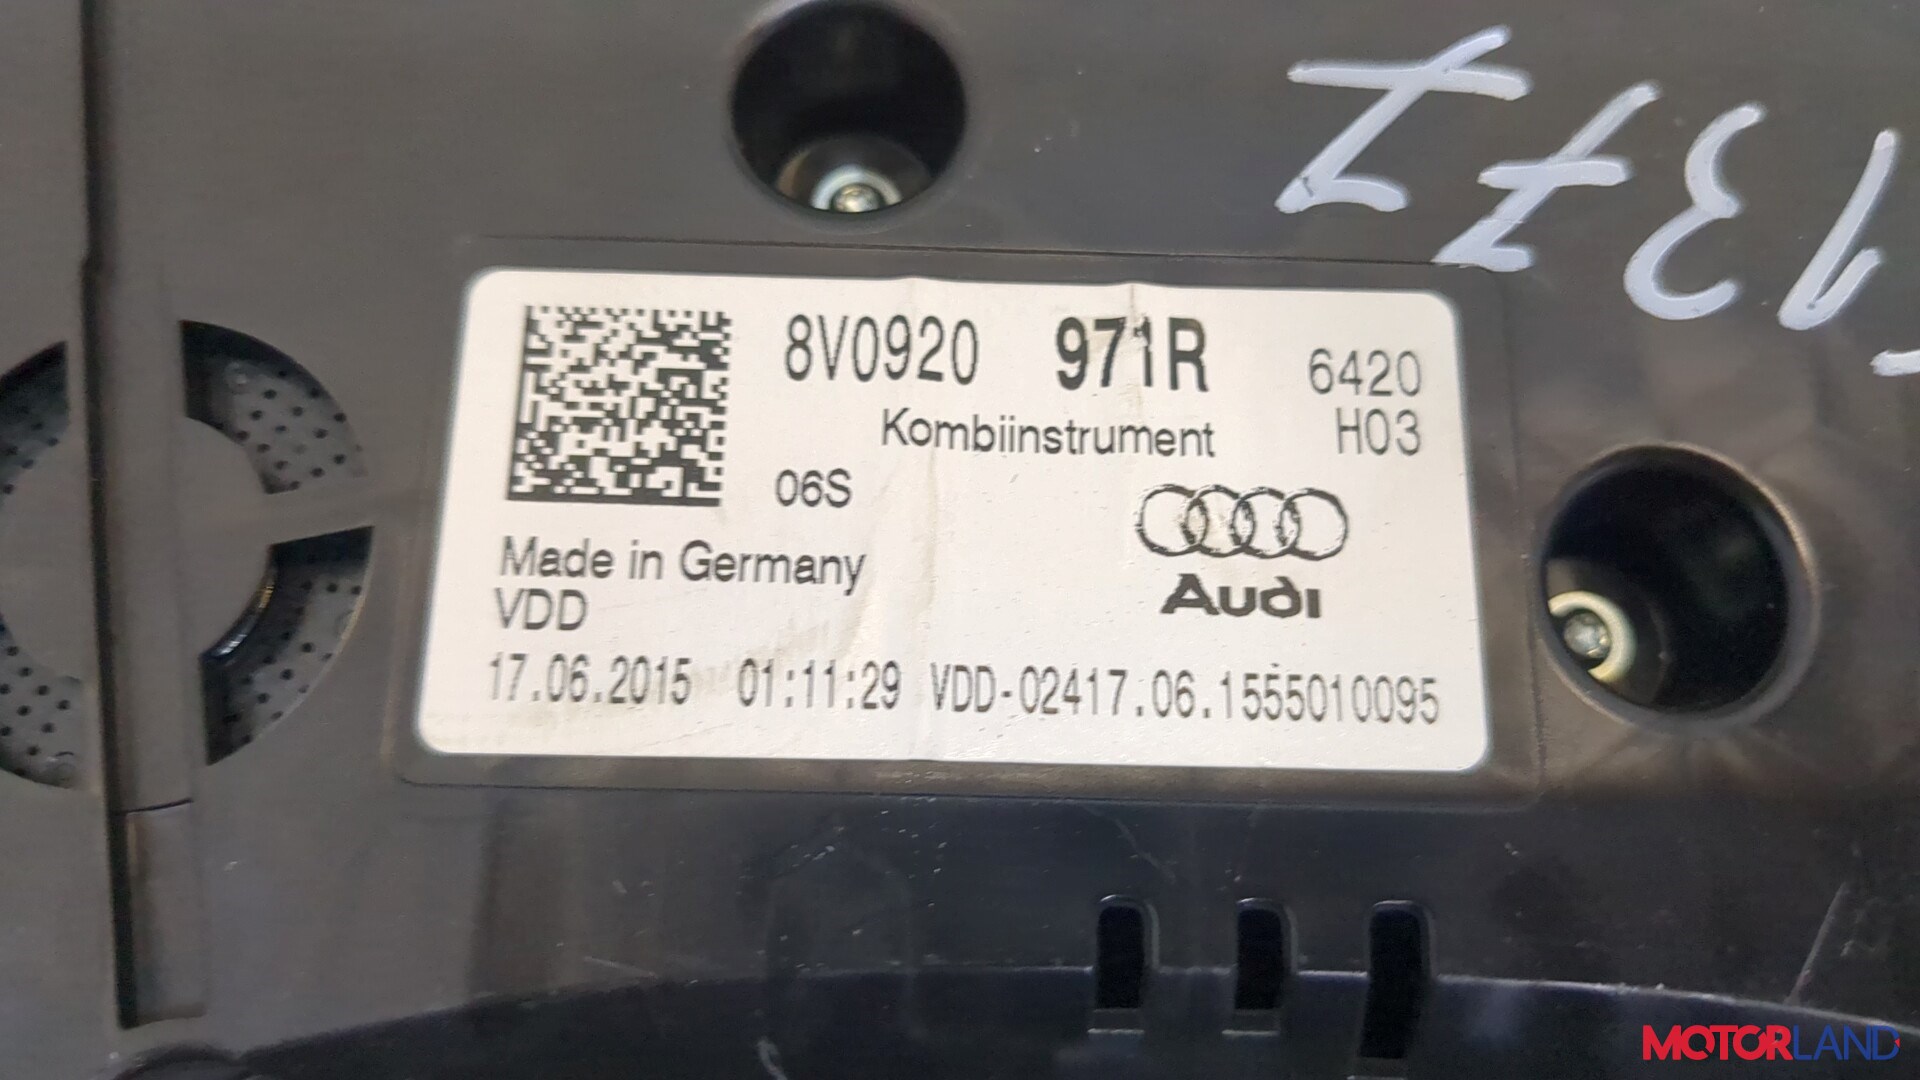 1377
8V0920 971R 6420
Kombiinstrument H03
06S
Made in Germany
VDD
Audi
17.06.2015 01:11:29 VDD-02417.06.1555010095
MOTORLAND